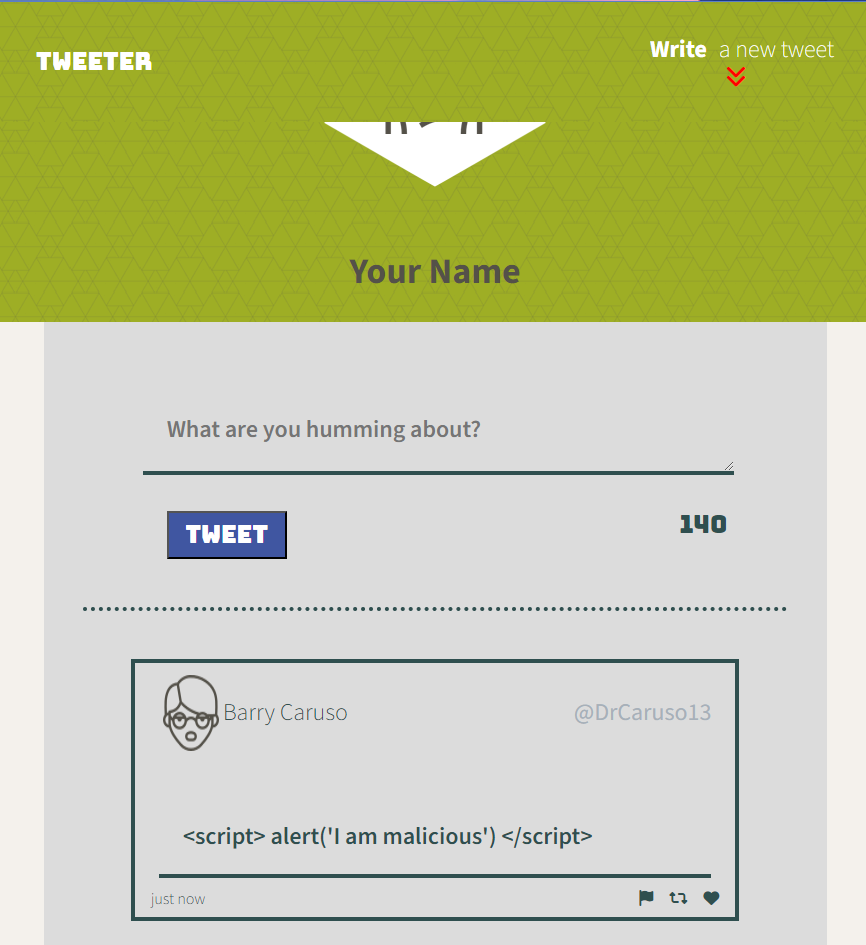 TWEETER
Write a new tweet
Your Name
What are you humming about?
TWEET
140
Barry Caruso
@DrCaruso13
<script> alert('I am malicious') </script>
just now